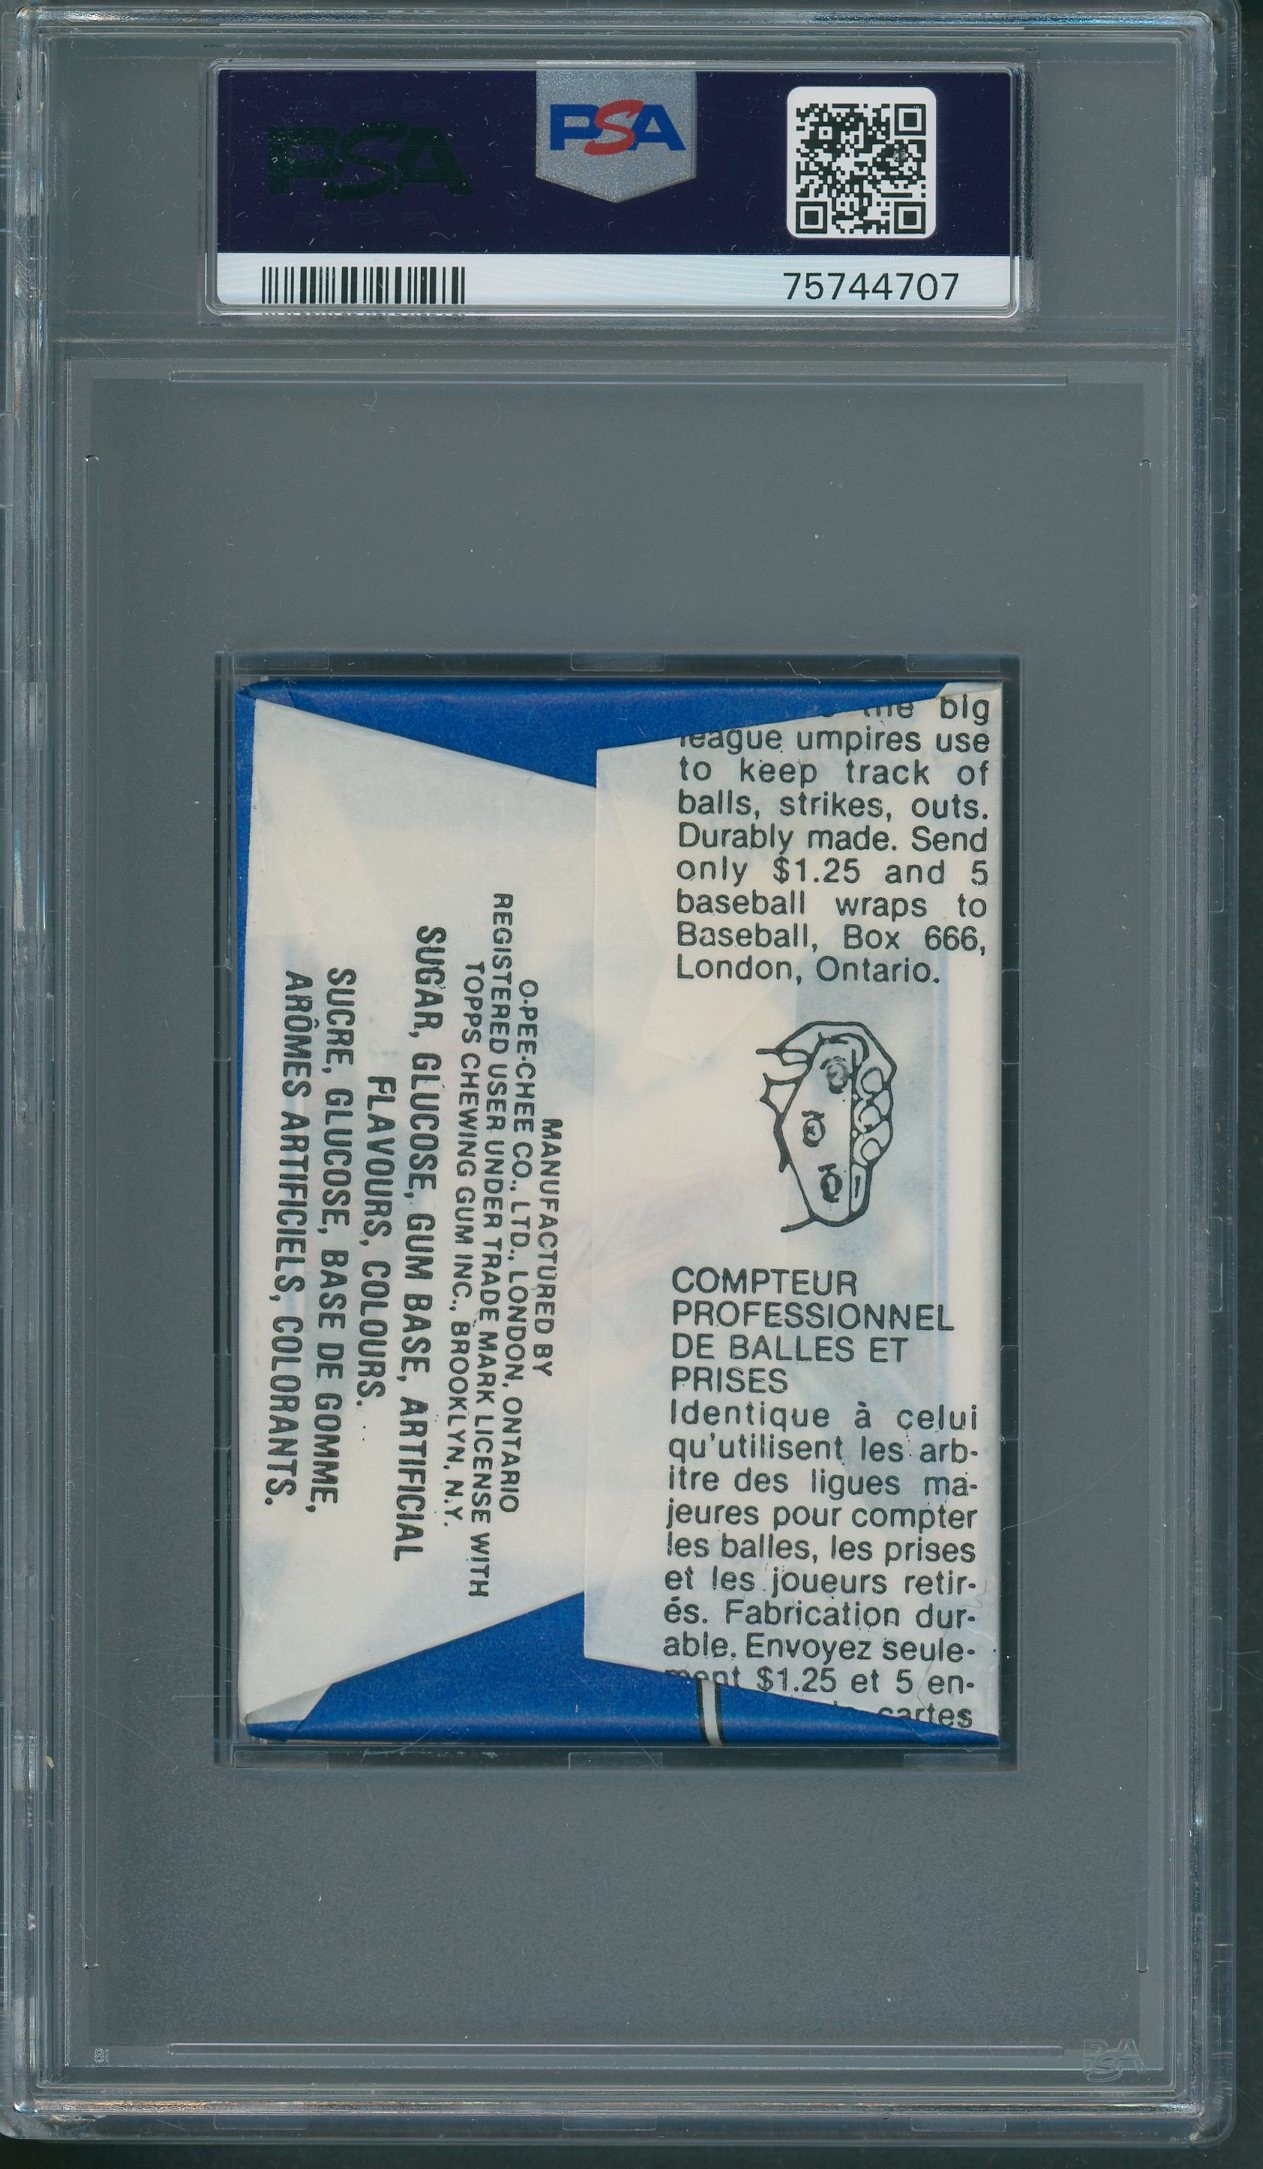 PSA
PSA
75744707
the big
league umpires use
to keep track of
balls, strikes, outs.
Durably made. Send
only $1.25 and 5
baseball wraps to
Baseball, Box 666,
London, Ontario.
COMPTEUR
PROFESSIONNEL
DE BALLES ET
PRISES
Identique à celui
qu'utilisent les arb-
itre des ligues ma-
jeures pour compter
les balles, les prises
et les joueurs retir-
és. Fabrication dur-
able. Envoyez seule-
ment $1.25 et 5 en-
cartes
MANUFACTURED BY
O-PEE-CHEE CO., LTD., LONDON, ONTARIO
REGISTERED USER UNDER TRADE MARK LICENSE WITH
TOPPS CHEWING GUM INC., BROOKLYN, N.Y.
SUGAR, GLUCOSE, GUM BASE, ARTIFICIAL
FLAVOURS, COLOURS.
SUCRE, GLUCOSE, BASE DE GOMME,
ARÔMES ARTIFICIELS, COLORANTS.
PSA